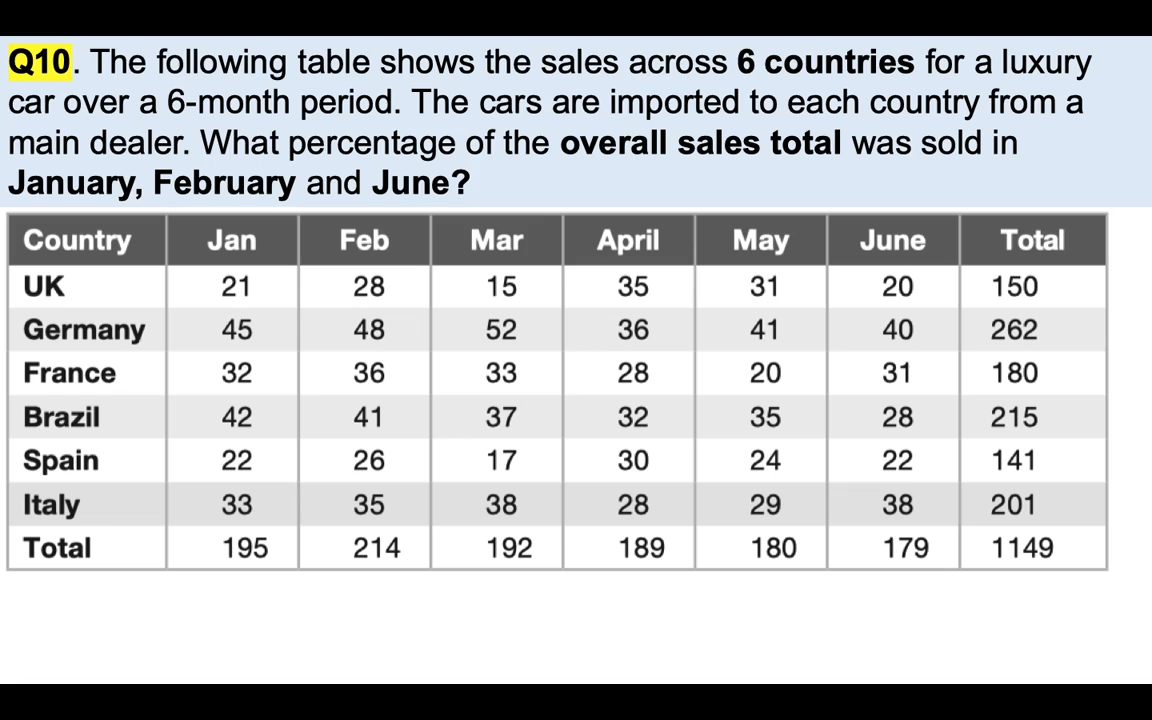 Q10. The following table shows the sales across 6 countries for a luxury
car over a 6-month period. The cars are imported to each country from a
main dealer. What percentage of the overall sales total was sold in
January, February and June?
Country Jan Feb Mar April May June Total
UK 21 28 15 35 31 20 150
Germany 45 48 52 36 41 40 262
France 32 36 33 28 20 31 180
Brazil 42 41 37 32 35 28 215
Spain 22 26 17 30 24 22 141
Italy 33 35 38 28 29 38 201
Total 195 214 192 189 180 179 1149